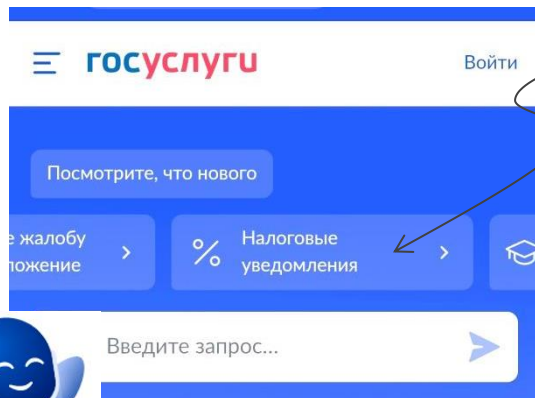 госуслуги
Войти
Посмотрите, что нового
жалобу
ложение
Налоговые
уведомления
Введите запрос...